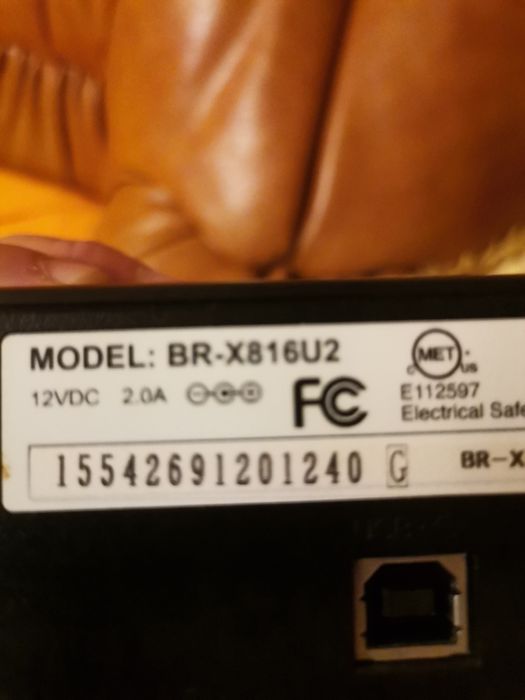 MODEL: BR-X816U2
MET
c us
12VDC 2.0A
FC
E112597
Electrical Safe
15542691201240 G
BR-X